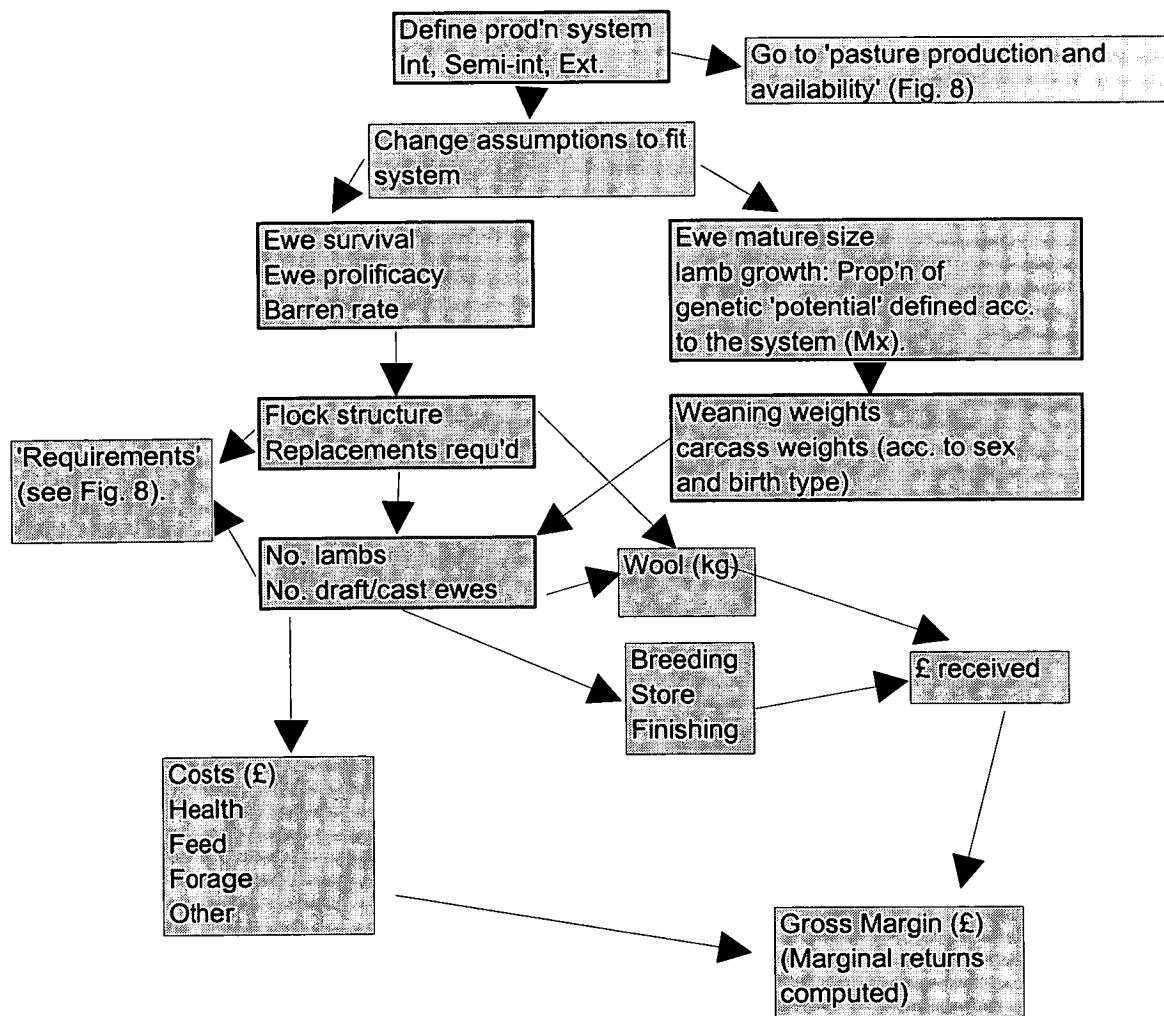 Define prod'n system
Int, Semi-int, Ext.
Go to 'pasture production and
availability' (Fig. 8)
Change assumptions to fit
system
Ewe survival
Ewe prolificacy
Barren rate
Ewe mature size
lamb growth: Prop'n of
genetic 'potential' defined acc.
to the system (Mx).
Flock structure
Replacements requ'd
Weaning weights
carcass weights (acc. to sex
and birth type)
'Requirements'
(see Fig. 8).
No. lambs
No. draft/cast ewes
Wool (kg)
Breeding
Store
Finishing
£ received
Costs (£)
Health
Feed
Forage
Other
Gross Margin (£)
(Marginal returns
computed)